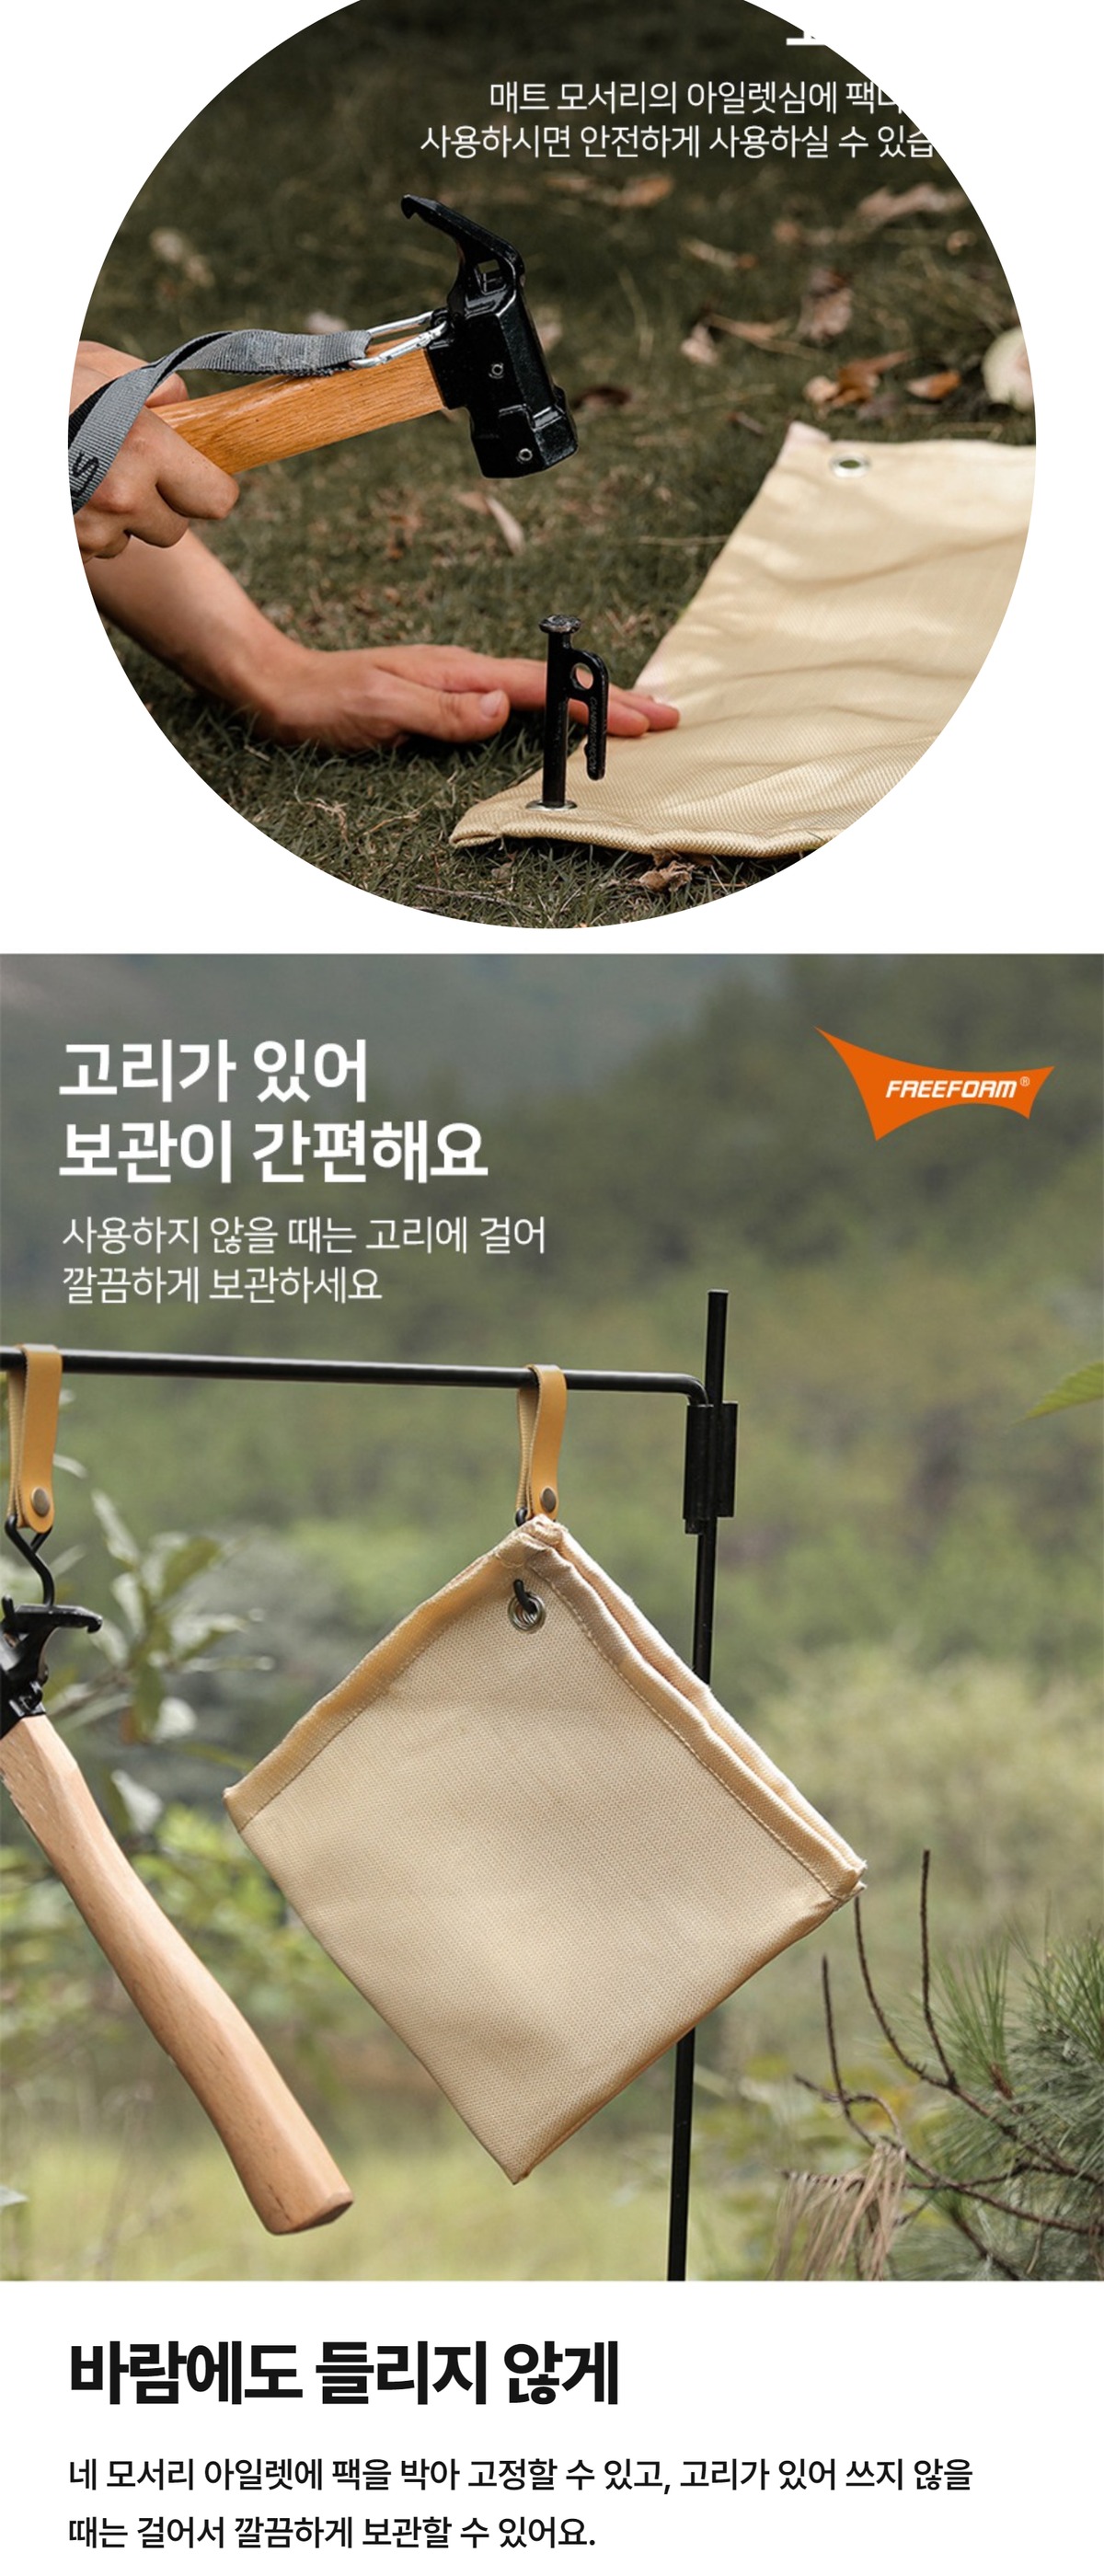 매트 모서리의 아일렛심에
사용하시면 안전하게 사용하실 수
고리가 있어
보관이 간편해요
FREEFORM®
사용하지 않을 때는 고리에 걸어
깔끔하게 보관하세요
바람에도 들리지 않게
네 모서리 아일렛에 팩을 박아 고정할 수 있고, 고리가 있어 쓰지 않을
때는 걸어서 깔끔하게 보관할 수 있어요.